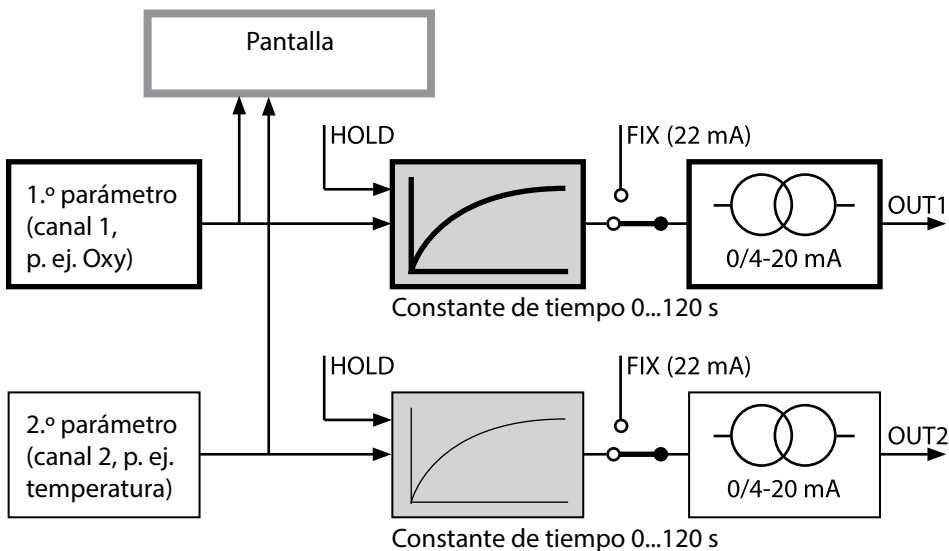 Pantalla
HOLD
FIX (22 mA)
1.º parámetro
(canal 1,
p. ej. Oxy)
OUT1
0/4-20 mA
Constante de tiempo 0...120 s
HOLD
FIX (22 mA)
2.º parámetro
(canal 2, p. ej.
temperatura)
OUT2
0/4-20 mA
Constante de tiempo 0...120 s